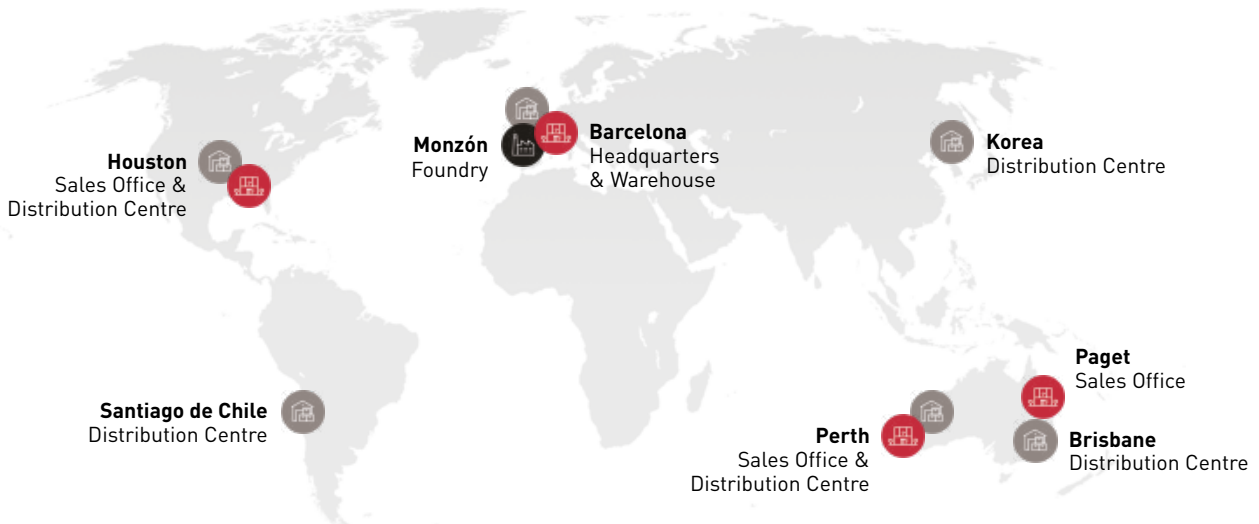 Houston
Sales Office &
Distribution Centre
Monzón
Foundry
Barcelona
Headquarters
& Warehouse
Korea
Distribution Centre
Santiago de Chile
Distribution Centre
Perth
Sales Office &
Distribution Centre
Paget
Sales Office
Brisbane
Distribution Centre